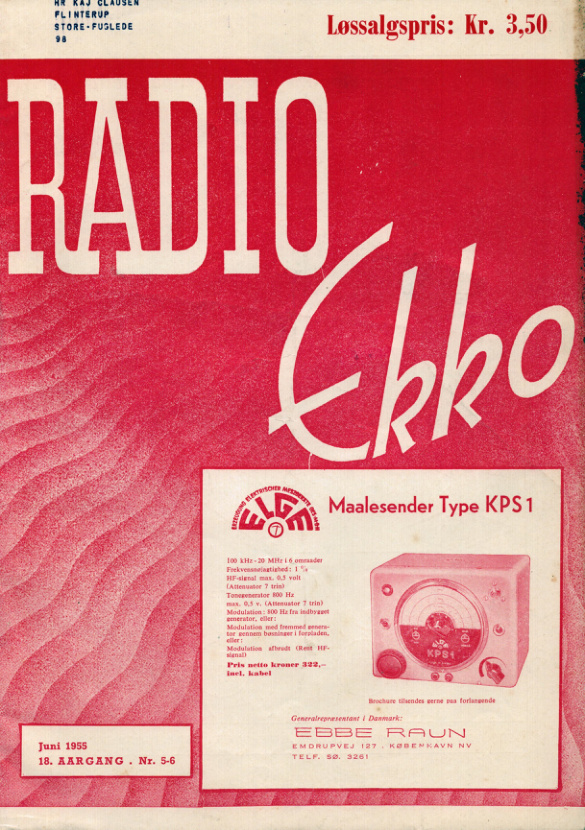 HR KAJ CLAUSEN
FLINTERUP
STORE-FUGLEDE
98
Løssalgspris: Kr. 3,50
RADIO
Ekko
ELGE
7
Maalesender Type KPS 1
100 kHz - 20 MHz i 6 omraader
Frekvensnøjagtighed: 1 %
HF-signal max. 0,5 volt
(Attenuator 7 trin)
Tonegenerator 800 Hz
max. 0,5 v. (Attenuator 7 trin)
Modulation: 800 Hz fra indbygget
generator, eller:
Modulation med fremmed genera-
tor gennem bøsninger i forpladen,
eller:
Modulation afbrudt (Rent HF-
signal)
Pris netto kroner 322,-
incl. kabel
KPS1
Brochure tilsendes gerne paa forlangende
Generalrepræsentant i Danmark:
EBBE RAUN
EMDRUPVEJ 127 . KØBENHAVN NV
TELF. SØ. 3261
Juni 1955
18. AARGANG . Nr. 5-6